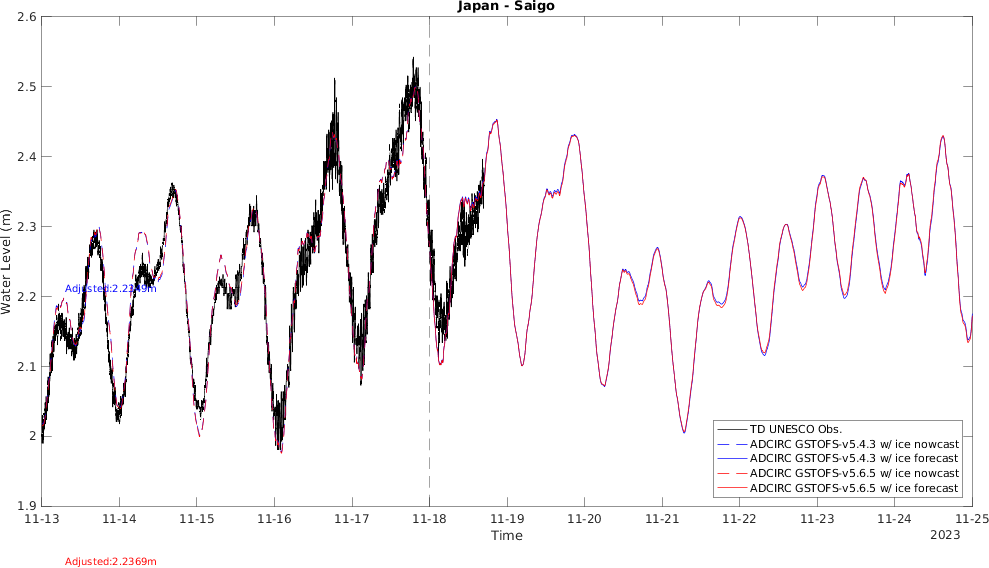 Japan - Saigo
2.6
2.5
2.4
2.3
2.2
2.1
2
1.9
Water Level (m)
11-13 11-14 11-15 11-16 11-17 11-18 11-19 11-20 11-21 11-22 11-23 11-24 11-25
Time
2023
TD UNESCO Obs.
ADCIRC GSTOFS-v5.4.3 w/ ice nowcast
ADCIRC GSTOFS-v5.4.3 w/ ice forecast
ADCIRC GSTOFS-v5.6.5 w/ ice nowcast
ADCIRC GSTOFS-v5.6.5 w/ ice forecast
Adjusted:2.2369m